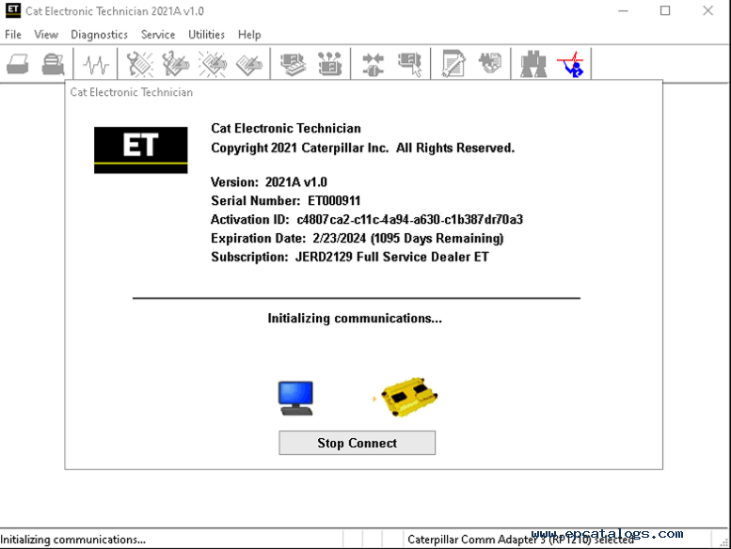 ET Cat Electronic Technician 2021A v1.0
File View Diagnostics Service Utilities Help
Cat Electronic Technician
ET
Cat Electronic Technician
Copyright 2021 Caterpillar Inc. All Rights Reserved.
Version: 2021A v1.0
Serial Number: ET000911
Activation ID: c4807ca2-c11c-4a94-a630-c1b387dr70a3
Expiration Date: 2/23/2024 (1095 Days Remaining)
Subscription: JERD2129 Full Service Dealer ET
Initializing communications...
Stop Connect
www.epcatalogs.com
Initializing communications... Caterpillar Comm Adapter 3 (RP1210) selected